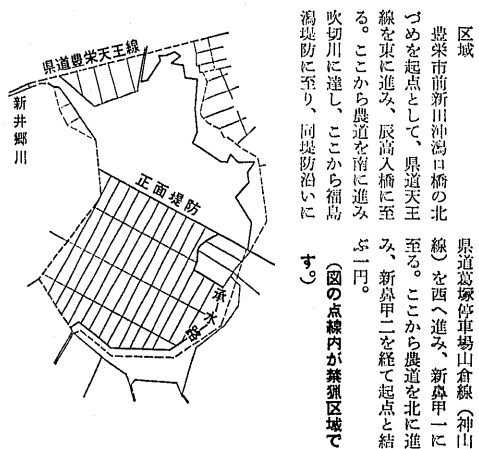 区域
豊栄市前新田沖潟口橋の北
づめを起点として、県道天王
線を東に進み、辰高入橋に至
る。ここから農道を南に進み
吹切川に達し、ここから福島
潟堤防に至り、同堤防沿いに
県道葛塚停車場山倉線（神山
線）を西へ進み、新鼻甲一に
至る。ここから農道を北に進
み、新鼻甲二を経て起点と結
ぶ一円。
（図の点線内が禁猟区域で
す。）
県道豊栄天王線
新井郷川
正面堤防
承水路